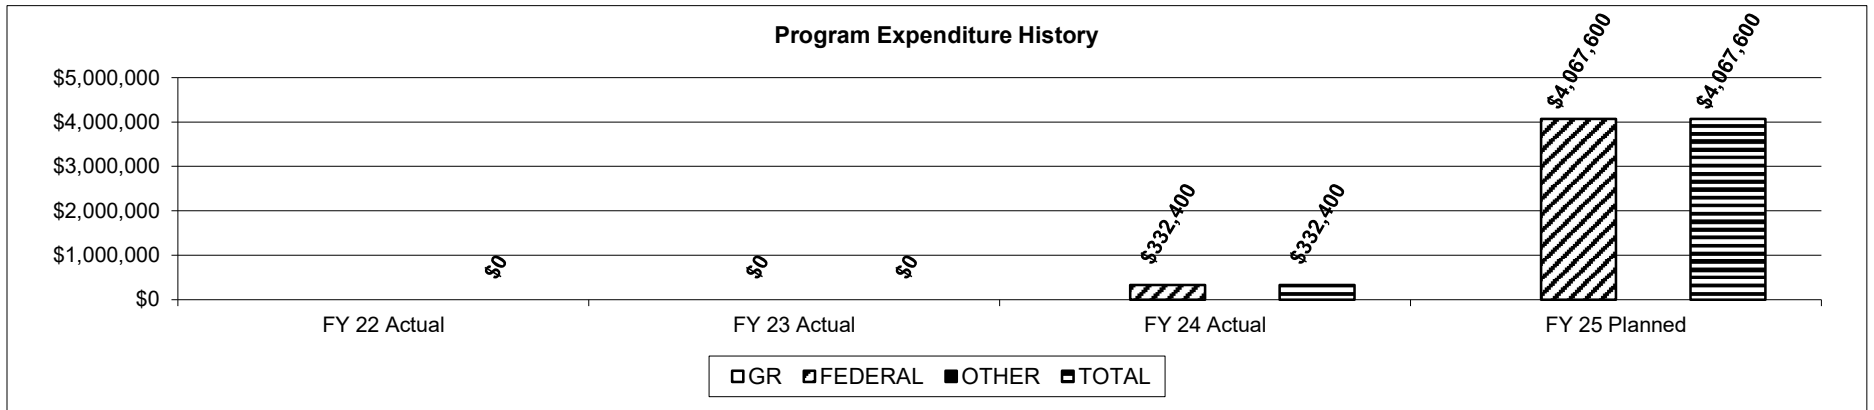 Program Expenditure History
$5,000,000
$4,000,000
$3,000,000
$2,000,000
$1,000,000
$0
$0
$0
$0
$332,400
$332,400
$4,067,600
$4,067,600
FY 22 Actual
FY 23 Actual
FY 24 Actual
FY 25 Planned
GR FEDERAL OTHER TOTAL